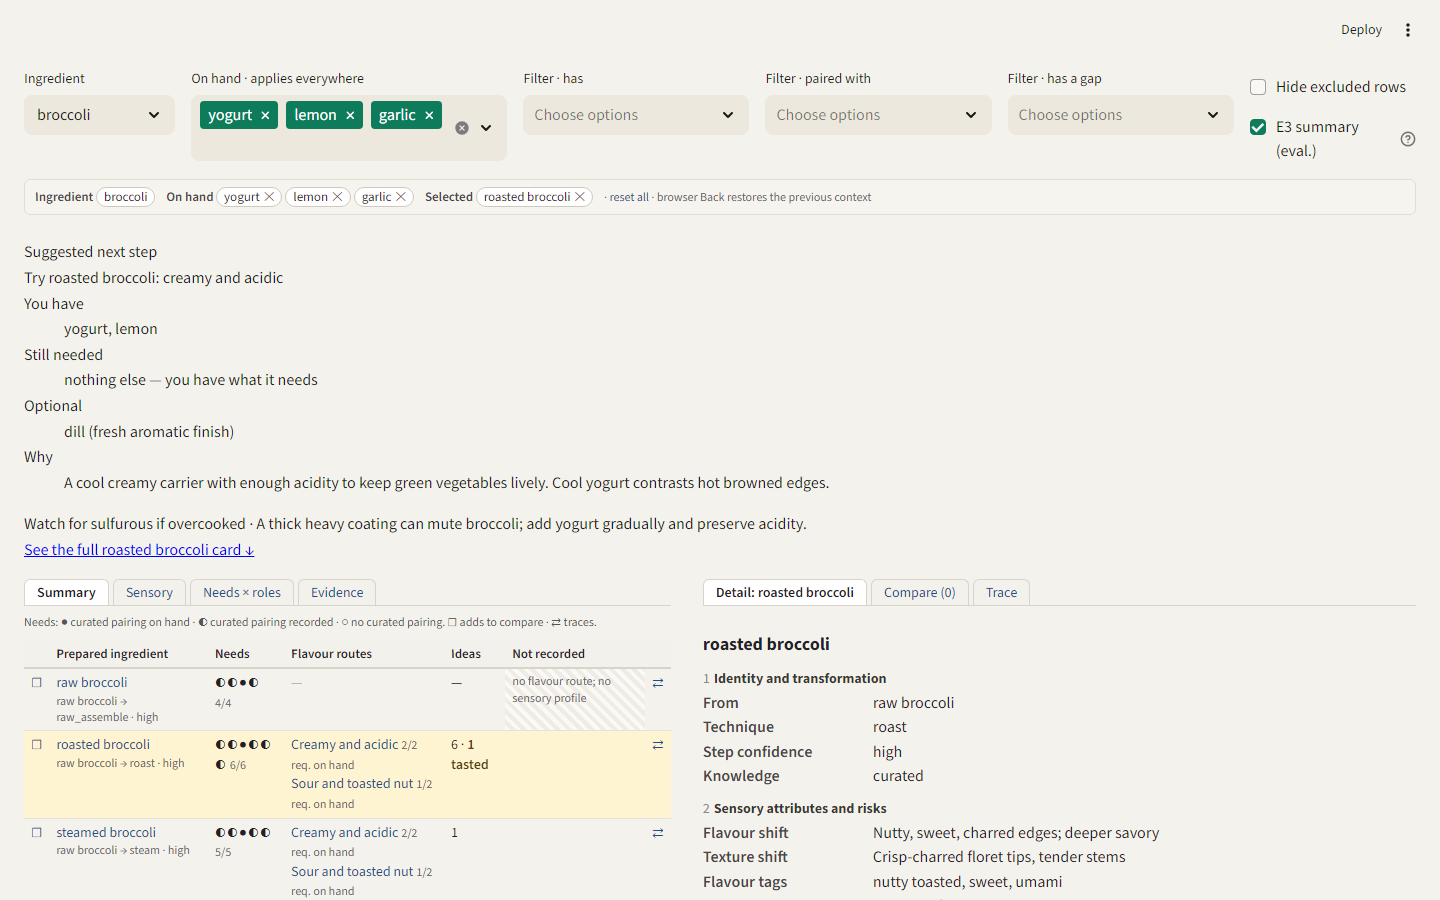 Deploy
Ingredient
On hand · applies everywhere
Filter · has
Filter · paired with
Filter · has a gap
broccoli
yogurt ×
lemon ×
garlic ×
Choose options
Choose options
Choose options
Hide excluded rows
E3 summary
(eval.)
Ingredient broccoli On hand yogurt × lemon × garlic × Selected roasted broccoli × · reset all · browser Back restores the previous context
Suggested next step
Try roasted broccoli: creamy and acidic
You have
yogurt, lemon
Still needed
nothing else — you have what it needs
Optional
dill (fresh aromatic finish)
Why
A cool creamy carrier with enough acidity to keep green vegetables lively. Cool yogurt contrasts hot browned edges.
Watch for sulfurous if overcooked · A thick heavy coating can mute broccoli; add yogurt gradually and preserve acidity.
See the full roasted broccoli card ↓
Summary
Sensory
Needs × roles
Evidence
Needs: ● curated pairing on hand · ◐ curated pairing recorded · ○ no curated pairing. ❐ adds to compare · ⇄ traces.
Prepared ingredient
Needs
Flavour routes
Ideas
Not recorded
❐ raw broccoli
raw broccoli →
raw_assemble · high
◐◐●◐
4/4
—
—
no flavour route; no
sensory profile
⇄
❐ roasted broccoli
raw broccoli → roast · high
◐◐●◐◐
◐ 6/6
Creamy and acidic 2/2
req. on hand
Sour and toasted nut 1/2
req. on hand
6 · 1
tasted
⇄
❐ steamed broccoli
raw broccoli → steam · high
◐◐●◐◐
5/5
Creamy and acidic 2/2
req. on hand
Sour and toasted nut 1/2
req. on hand
1
⇄
Detail: roasted broccoli
Compare (0)
Trace
roasted broccoli
1 Identity and transformation
From raw broccoli
Technique roast
Step confidence high
Knowledge curated
2 Sensory attributes and risks
Flavour shift Nutty, sweet, charred edges; deeper savory
Texture shift Crisp-charred floret tips, tender stems
Flavour tags nutty toasted, sweet, umami